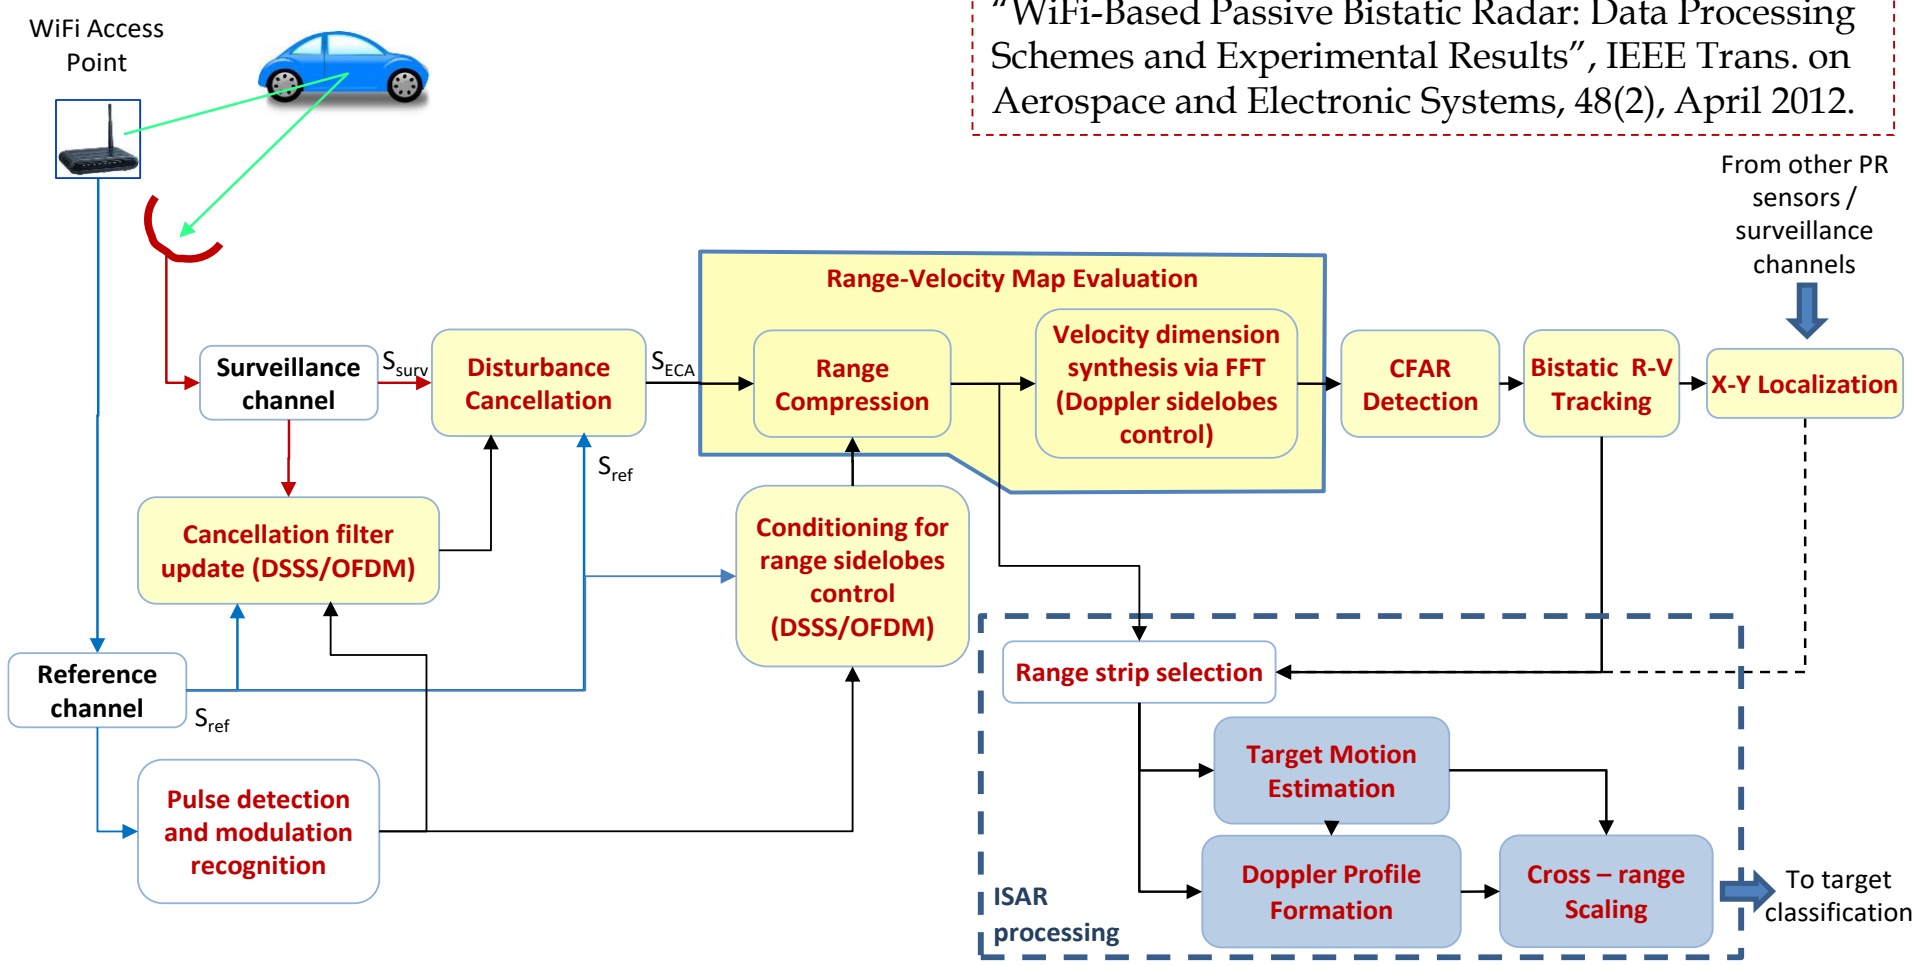 "WiFi-Based Passive Bistatic Radar: Data Processing
Schemes and Experimental Results", IEEE Trans. on
Aerospace and Electronic Systems, 48(2), April 2012.
WiFi Access
Point
From other PR
sensors /
surveillance
channels
Range-Velocity Map Evaluation
Surveillance
channel
Ssurv
Disturbance
Cancellation
SECA
Range
Compression
Velocity dimension
synthesis via FFT
(Doppler sidelobes
control)
CFAR
Detection
Bistatic R-V
Tracking
X-Y Localization
Sref
Cancellation filter
update (DSSS/OFDM)
Conditioning for
range sidelobes
control
(DSSS/OFDM)
Reference
channel
Sref
Range strip selection
Pulse detection
and modulation
recognition
Target Motion
Estimation
Doppler Profile
Formation
Cross – range
Scaling
To target
classification
ISAR
processing